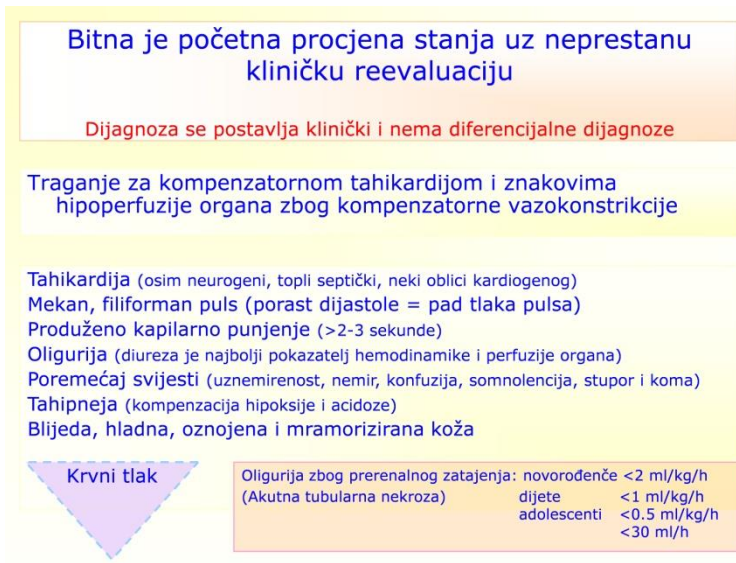 Bitna je početna procjena stanja uz neprestanu
kliničku reevaluaciju
Dijagnoza se postavlja klinički i nema diferencijalne dijagnoze
Traganje za kompenzatornom tahikardijom i znakovima
hipoperfuzije organa zbog kompenzatorne vazokonstrikcije
Tahikardija (osim neurogeni, topli septički, neki oblici kardiogenog)
Mekan, filiforman puls (porast dijastole = pad tlaka pulsa)
Produženo kapilarno punjenje (>2-3 sekunde)
Oligurija (diureza je najbolji pokazatelj hemodinamike i perfuzije organa)
Poremećaj svijesti (uznemirenost, nemir, konfuzija, somnolencija, stupor i koma)
Tahipneja (kompenzacija hipoksije i acidoze)
Blijeda, hladna, oznojena i mramorizirana koža
Krvni tlak
Oligurija zbog prerenalnog zatajenja: novorođenče <2 ml/kg/h
(Akutna tubularna nekroza) dijete <1 ml/kg/h
adolescenti <0.5 ml/kg/h
<30 ml/h